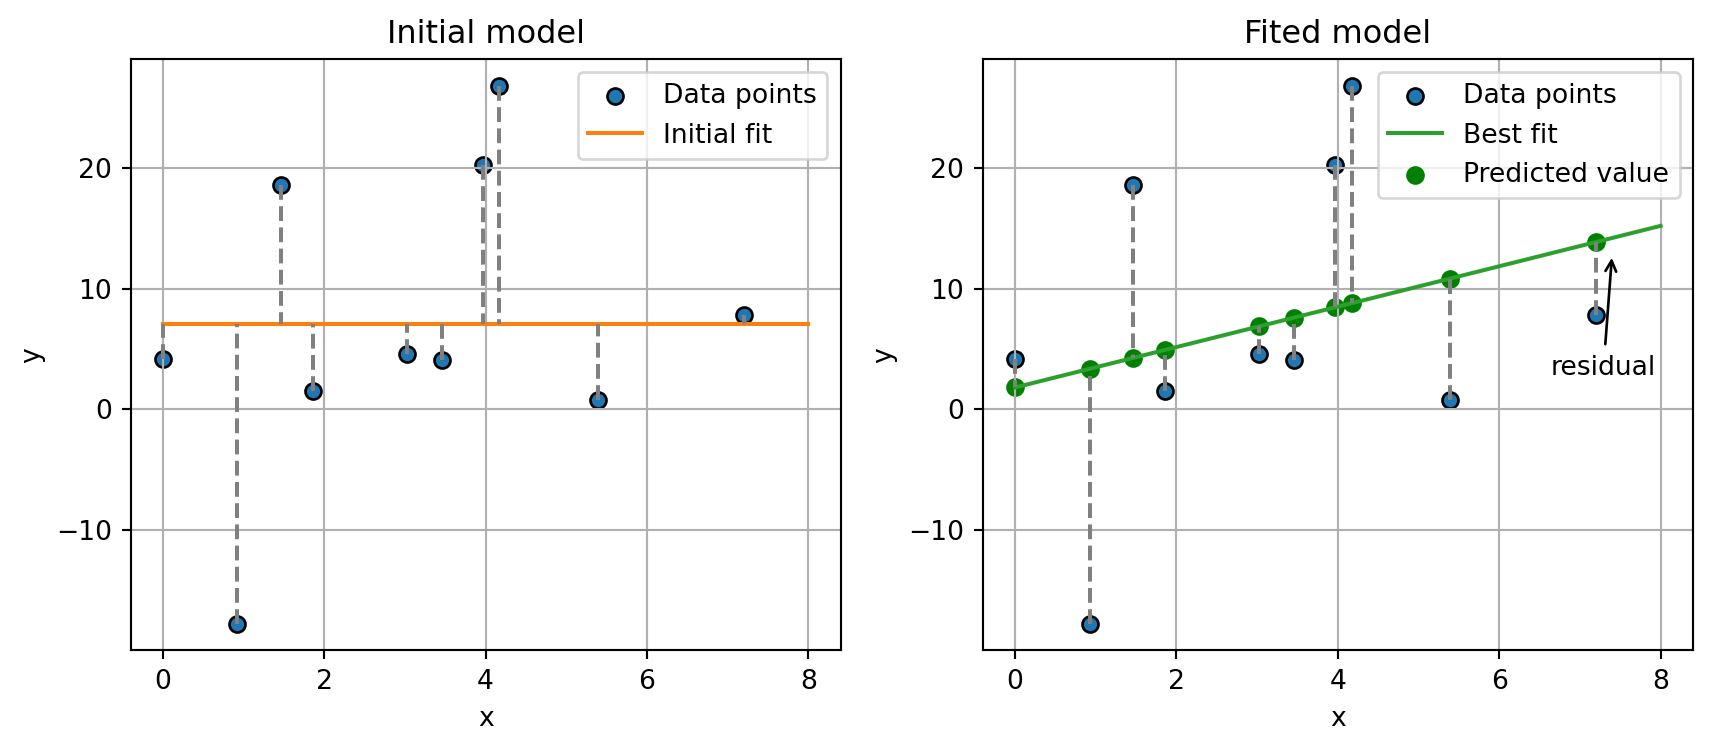 Initial model
Data points
Initial fit
20
10
0
−10
y
0 2 4 6 8
x
Fited model
Data points
Best fit
Predicted value
20
10
0
−10
y
residual
0 2 4 6 8
x